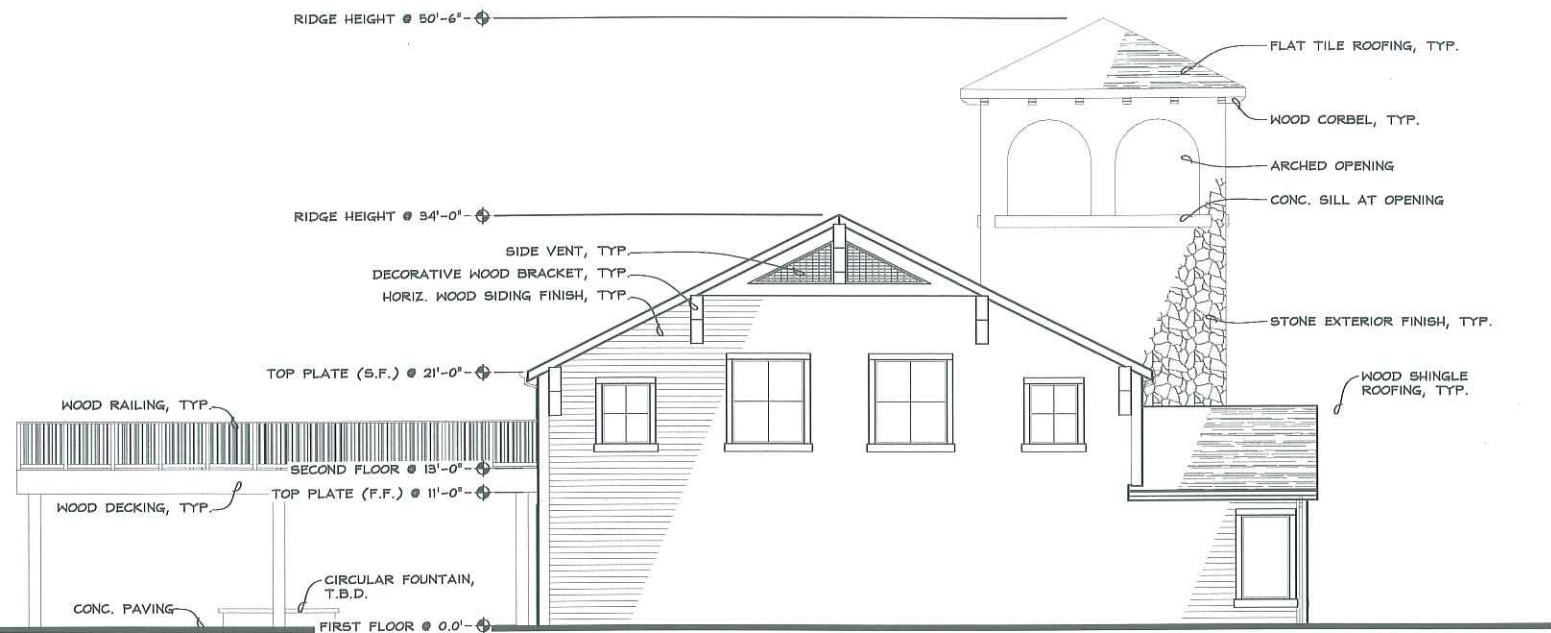 RIDGE HEIGHT @ 50'-6"
FLAT TILE ROOFING, TYP.
WOOD CORBEL, TYP.
ARCHED OPENING
CONC. SILL AT OPENING
RIDGE HEIGHT @ 34'-0"
SIDE VENT, TYP.
DECORATIVE WOOD BRACKET, TYP.
HORIZ. WOOD SIDING FINISH, TYP.
STONE EXTERIOR FINISH, TYP.
TOP PLATE (S.F.) @ 21'-0"
WOOD SHINGLE
ROOFING, TYP.
WOOD RAILING, TYP.
SECOND FLOOR @ 13'-0"
TOP PLATE (F.F.) @ 11'-0"
WOOD DECKING, TYP.
CIRCULAR FOUNTAIN,
T.B.D.
CONC. PAVING
FIRST FLOOR @ 0.0'